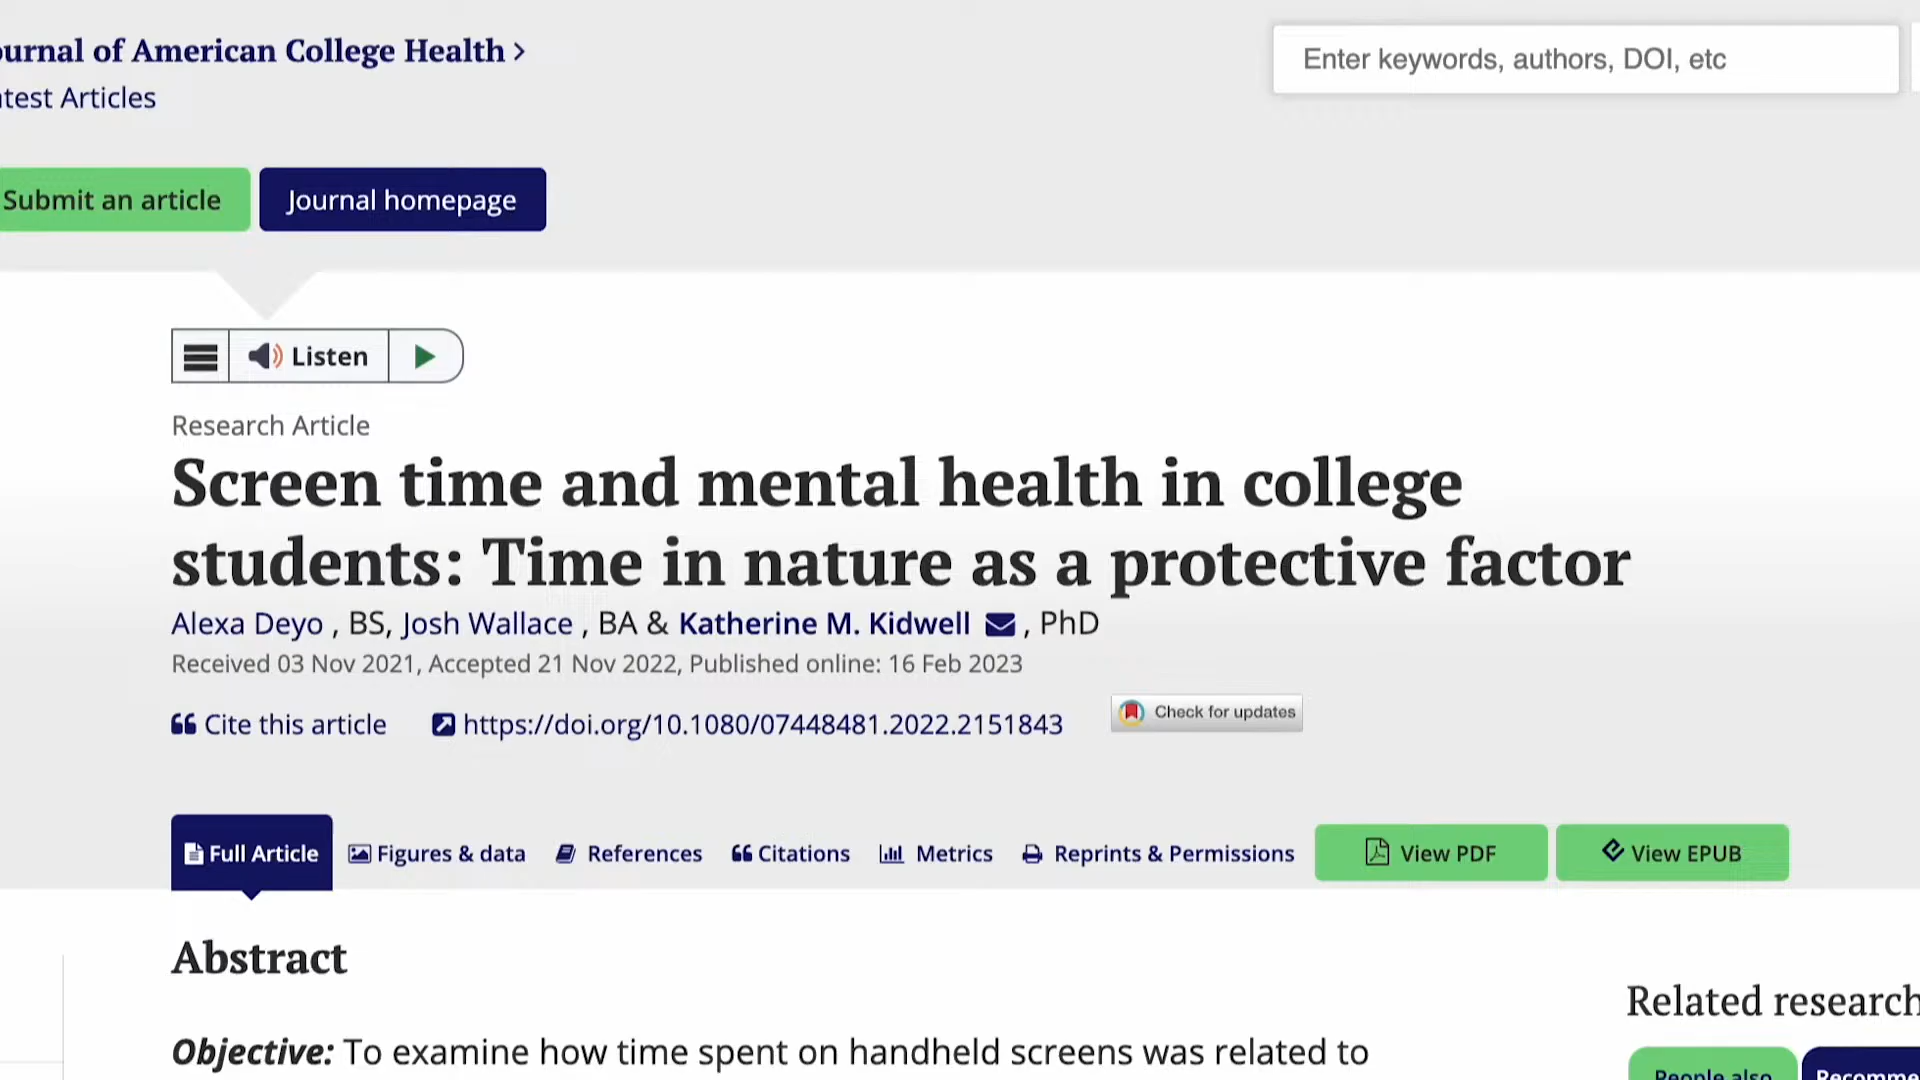 ournal of American College Health >
test Articles
Enter keywords, authors, DOI, etc
Submit an article
Journal homepage
Listen
Research Article
Screen time and mental health in college
students: Time in nature as a protective factor
Alexa Deyo , BS, Josh Wallace , BA & Katherine M. Kidwell , PhD
Received 03 Nov 2021, Accepted 21 Nov 2022, Published online: 16 Feb 2023
Cite this article https://doi.org/10.1080/07448481.2022.2151843 Check for updates
Full Article Figures & data References Citations Metrics Reprints & Permissions View PDF View EPUB
Abstract
Related research
Objective: To examine how time spent on handheld screens was related to
People also Recomme